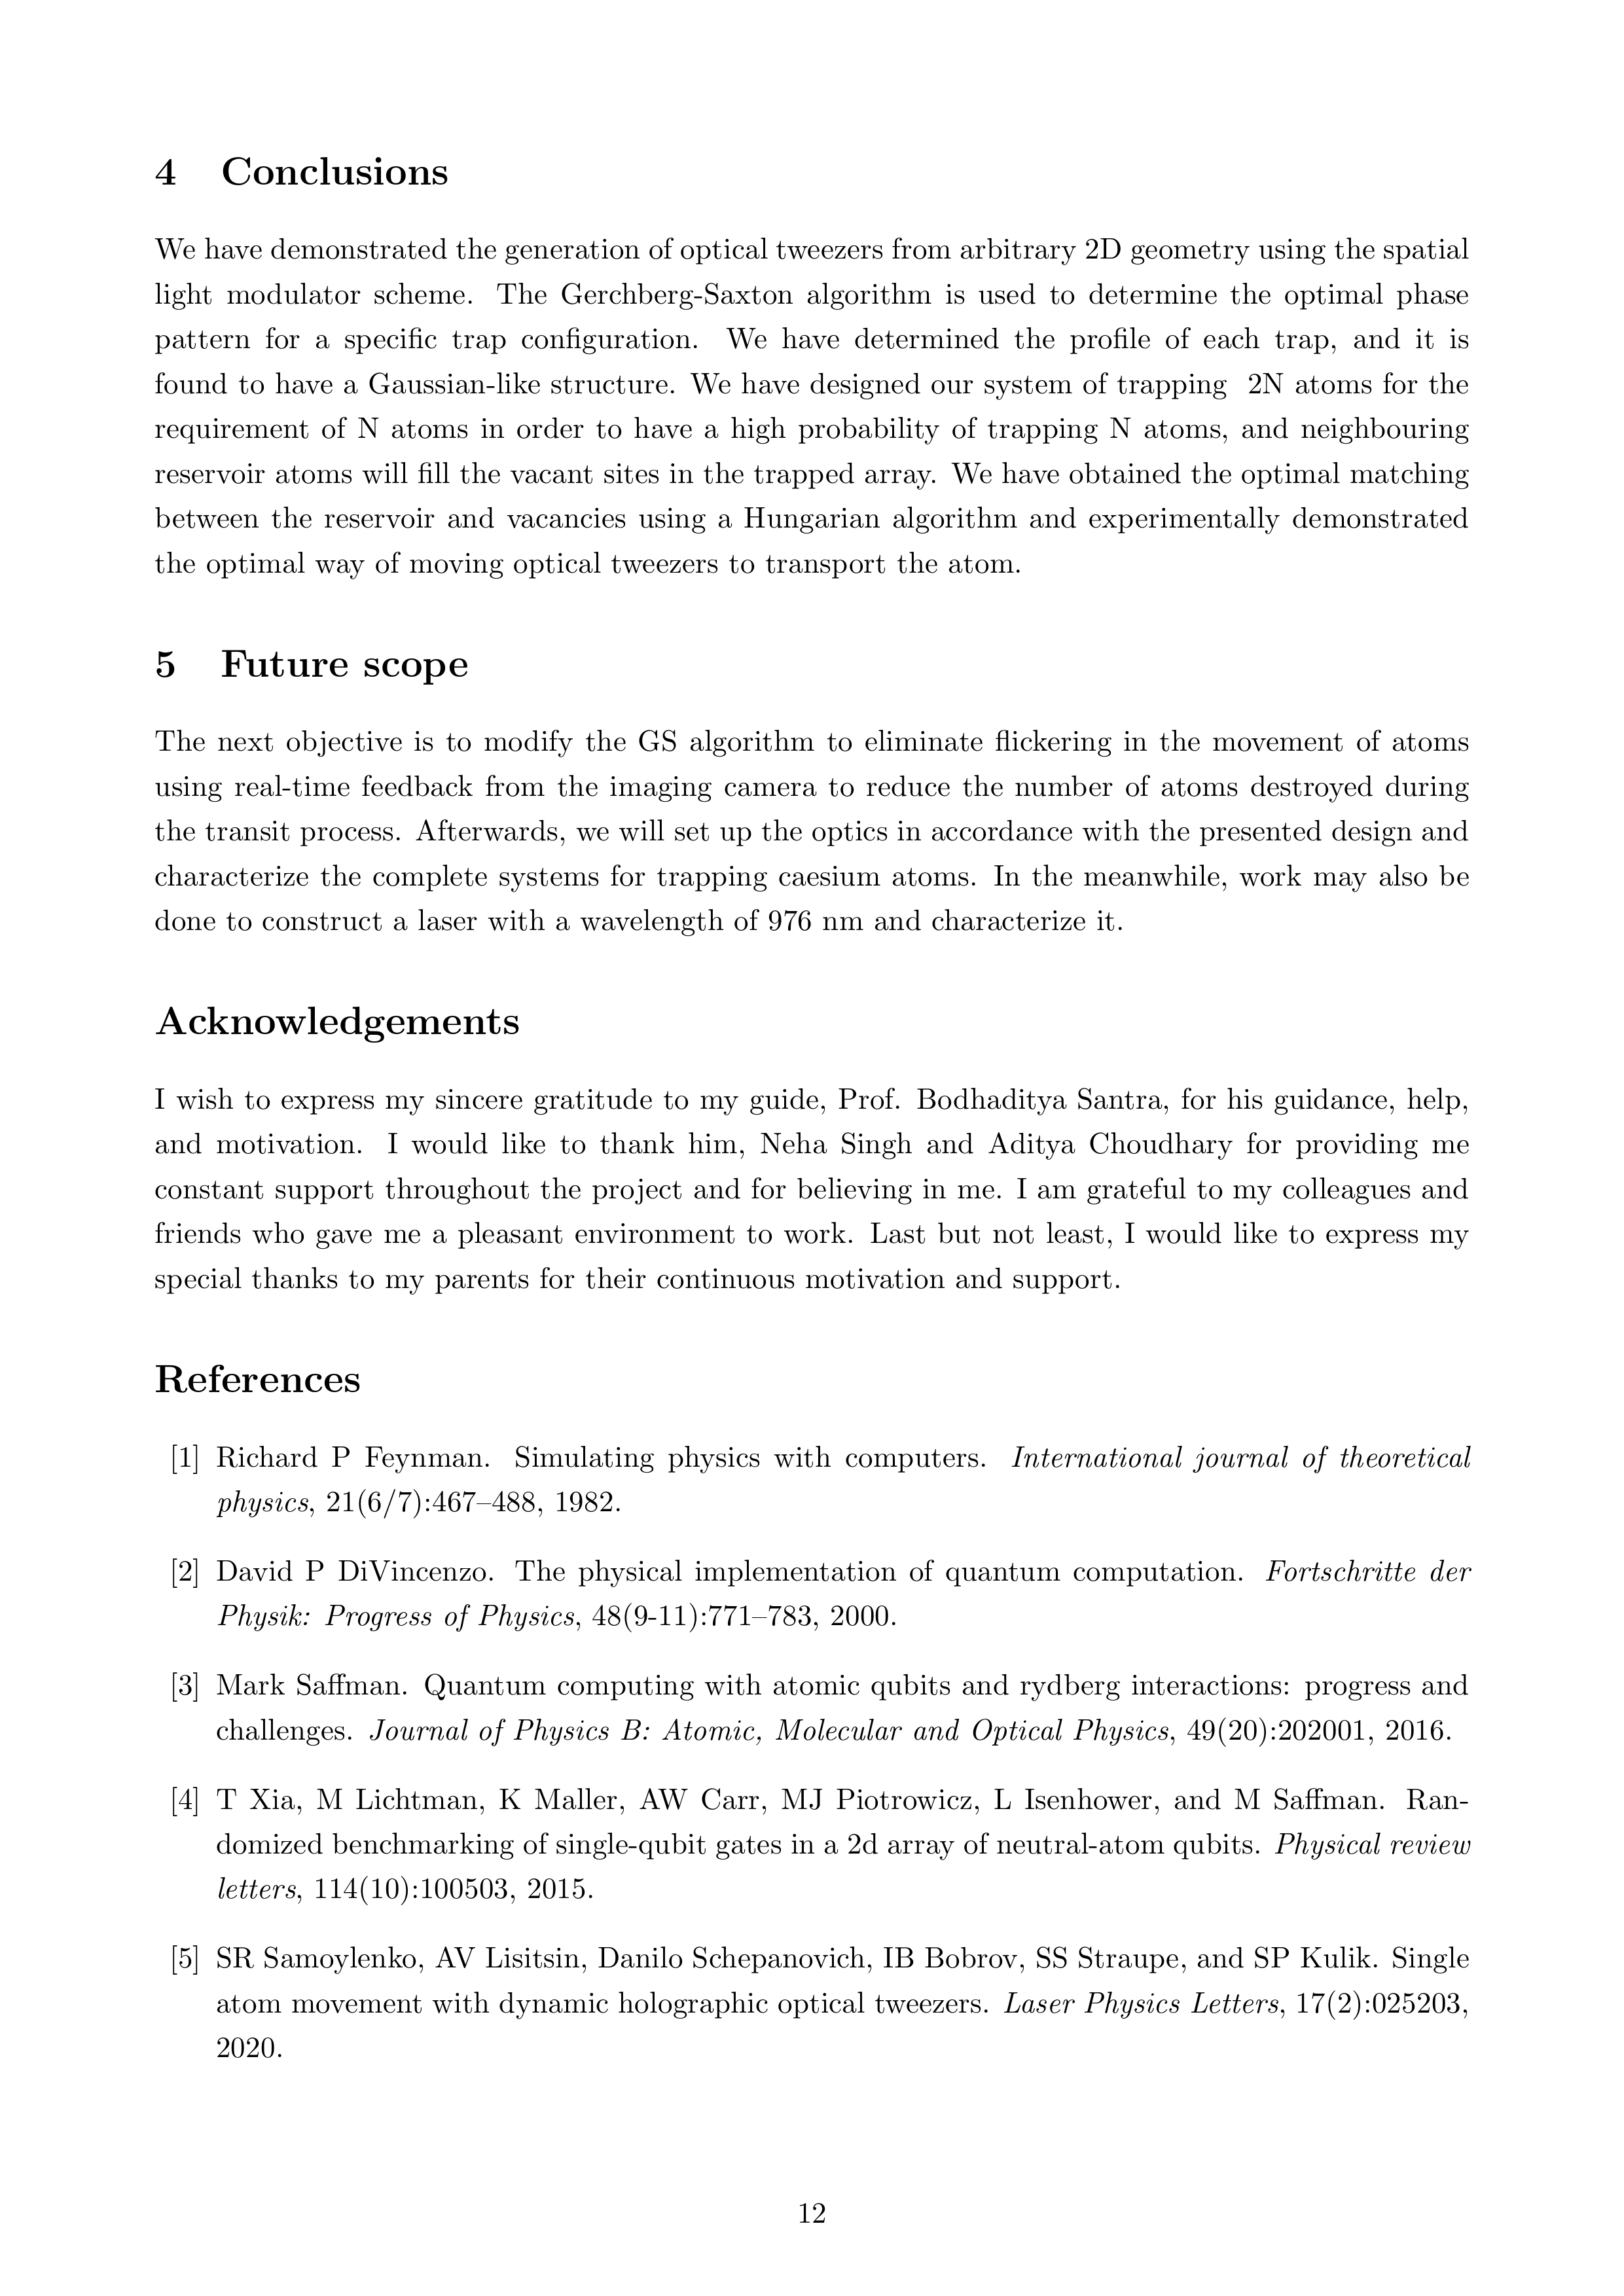 4 Conclusions
We have demonstrated the generation of optical tweezers from arbitrary 2D geometry using the spatial
light modulator scheme. The Gerchberg-Saxton algorithm is used to determine the optimal phase
pattern for a specific trap configuration. We have determined the profile of each trap, and it is
found to have a Gaussian-like structure. We have designed our system of trapping 2N atoms for the
requirement of N atoms in order to have a high probability of trapping N atoms, and neighbouring
reservoir atoms will fill the vacant sites in the trapped array. We have obtained the optimal matching
between the reservoir and vacancies using a Hungarian algorithm and experimentally demonstrated
the optimal way of moving optical tweezers to transport the atom.
5 Future scope
The next objective is to modify the GS algorithm to eliminate flickering in the movement of atoms
using real-time feedback from the imaging camera to reduce the number of atoms destroyed during
the transit process. Afterwards, we will set up the optics in accordance with the presented design and
characterize the complete systems for trapping caesium atoms. In the meanwhile, work may also be
done to construct a laser with a wavelength of 976 nm and characterize it.
Acknowledgements
I wish to express my sincere gratitude to my guide, Prof. Bodhaditya Santra, for his guidance, help,
and motivation. I would like to thank him, Neha Singh and Aditya Choudhary for providing me
constant support throughout the project and for believing in me. I am grateful to my colleagues and
friends who gave me a pleasant environment to work. Last but not least, I would like to express my
special thanks to my parents for their continuous motivation and support.
References
[1] Richard P Feynman. Simulating physics with computers. International journal of theoretical
physics, 21(6/7):467–488, 1982.
[2] David P DiVincenzo. The physical implementation of quantum computation. Fortschritte der
Physik: Progress of Physics, 48(9-11):771–783, 2000.
[3] Mark Saffman. Quantum computing with atomic qubits and rydberg interactions: progress and
challenges. Journal of Physics B: Atomic, Molecular and Optical Physics, 49(20):202001, 2016.
[4] T Xia, M Lichtman, K Maller, AW Carr, MJ Piotrowicz, L Isenhower, and M Saffman. Ran-
domized benchmarking of single-qubit gates in a 2d array of neutral-atom qubits. Physical review
letters, 114(10):100503, 2015.
[5] SR Samoylenko, AV Lisitsin, Danilo Schepanovich, IB Bobrov, SS Straupe, and SP Kulik. Single
atom movement with dynamic holographic optical tweezers. Laser Physics Letters, 17(2):025203,
2020.
12